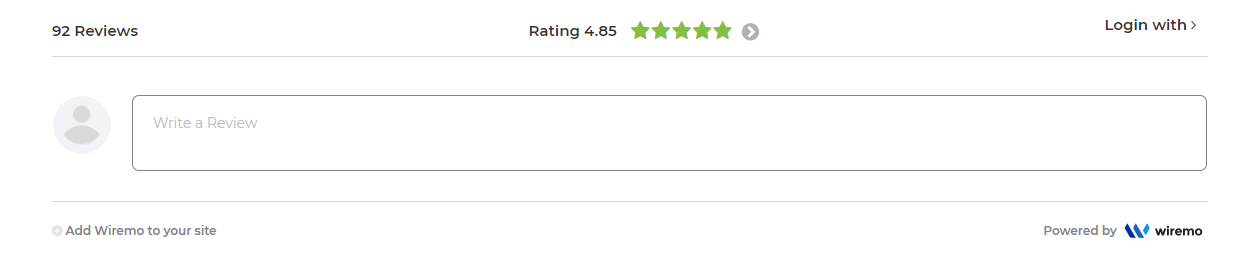 92 Reviews
Rating 4.85
Login with
Write a Review
Add Wiremo to your site
Powered by wiremo